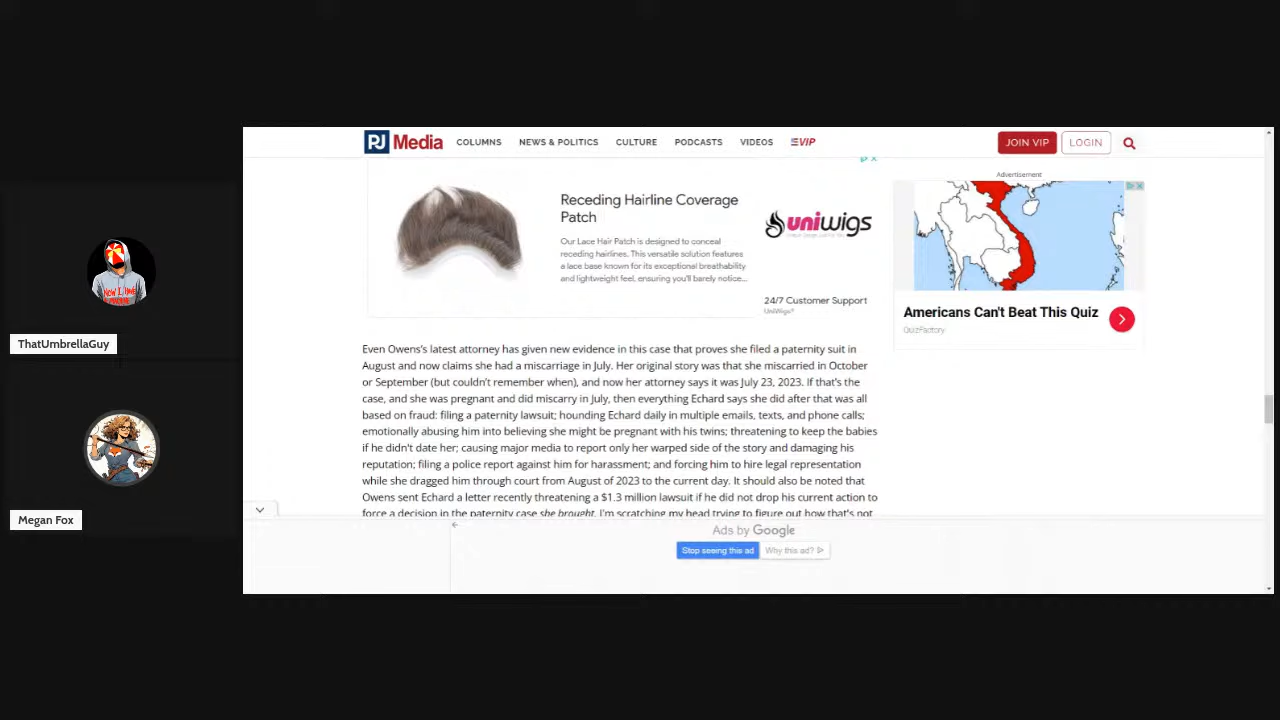 PJ Media
COLUMNS
NEWS & POLITICS
CULTURE
PODCASTS
VIDEOS
VIP
JOIN VIP
LOGIN
Receding Hairline Coverage
Patch
Our Lace Hair Patch is designed to conceal
receding hairlines. This versatile solution features
a lace base known for its exceptional breathability
and lightweight feel, ensuring you'll barely notice...
uniwigs
24/7 Customer Support
UniWigs?
Advertisement
Americans Can't Beat This Quiz
QuizFactory
ThatUmbrellaGuy
Megan Fox
Even Owens's latest attorney has given new evidence in this case that proves she filed a paternity suit in
August and now claims she had a miscarriage in July. Her original story was that she miscarried in October
or September (but couldn't remember when), and now her attorney says it was July 23, 2023. If that's the
case, and she was pregnant and did miscarry in July, then everything Echard says she did after that was all
based on fraud: filing a paternity lawsuit; hounding Echard daily in multiple emails, texts, and phone calls;
emotionally abusing him into believing she might be pregnant with his twins; threatening to keep the babies
if he didn't date her; causing major media to report only her warped side of the story and damaging his
reputation; filing a police report against him for harassment; and forcing him to hire legal representation
while she dragged him through court from August of 2023 to the current day. It should also be noted that
Owens sent Echard a letter recently threatening a $1.3 million lawsuit if he did not drop his current action to
force a decision in the paternity case she brought. I'm scratching my head trying to figure out how that's not
Ads by Google
Stop seeing this ad
Why this ad?